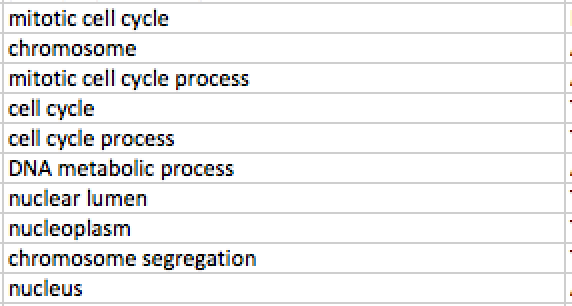 mitotic cell cycle
chromosome
mitotic cell cycle process
cell cycle
cell cycle process
DNA metabolic process
nuclear lumen
nucleoplasm
chromosome segregation
nucleus